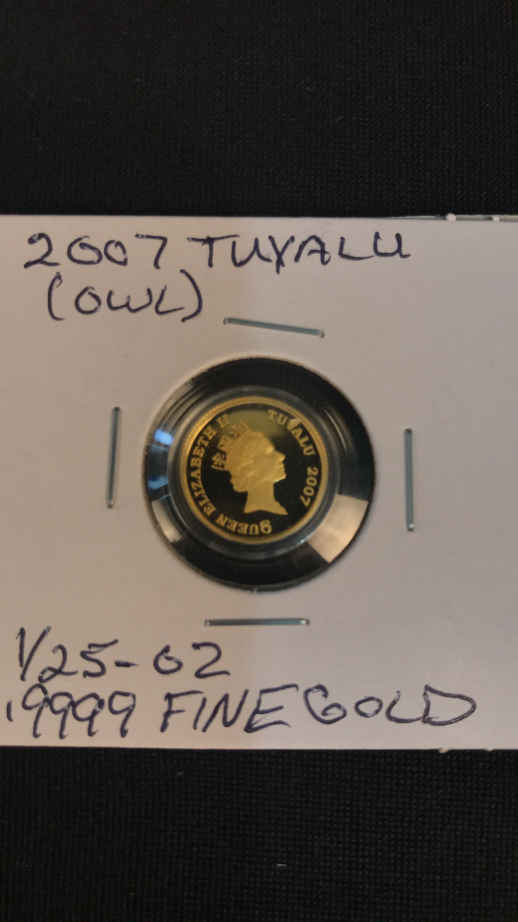 2007 TUVALU
(OWL)
QUEEN ELIZABETH II TUVALU 2007
1/25-OZ
.9999 FINE GOLD